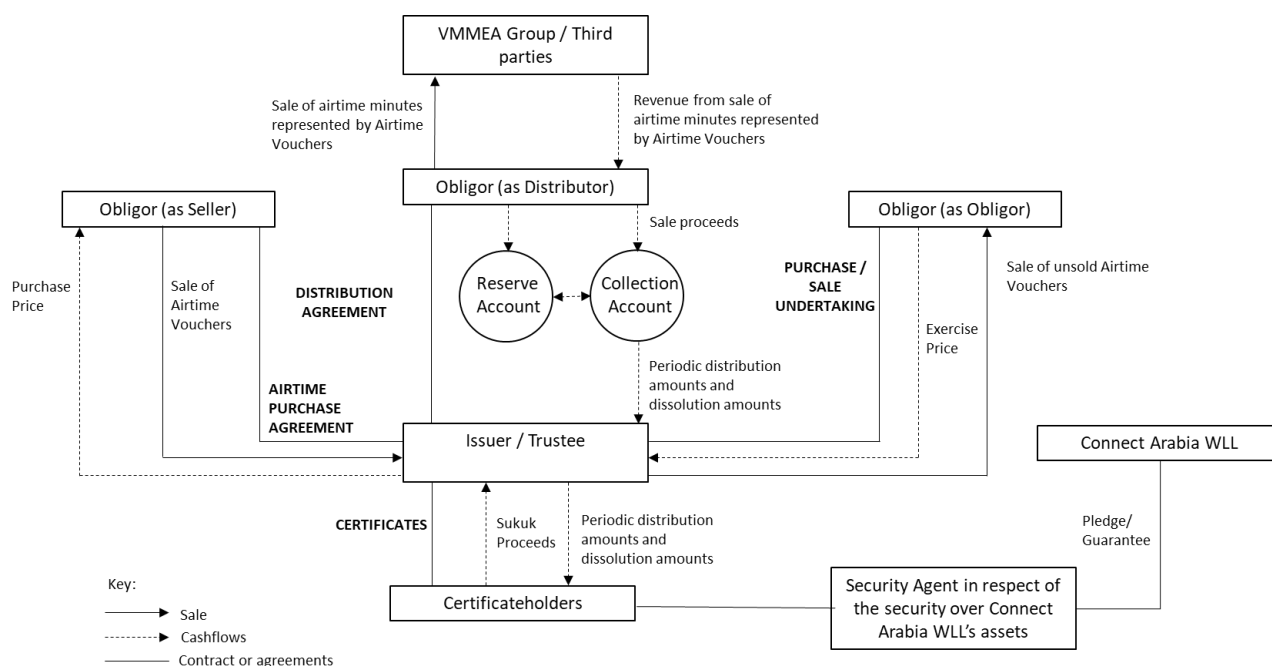 VMMEA Group / Third
parties
Sale of airtime minutes
represented by Airtime
Vouchers
Revenue from sale of
airtime minutes represented
by Airtime Vouchers
Obligor (as Seller)
Obligor (as Distributor)
Obligor (as Obligor)
Sale proceeds
Purchase
Price
Sale of
Airtime
Vouchers
DISTRIBUTION
AGREEMENT
Reserve
Account
Collection
Account
PURCHASE /
SALE
UNDERTAKING
Exercise
Price
Sale of unsold Airtime
Vouchers
AIRTIME
PURCHASE
AGREEMENT
Periodic distribution
amounts and
dissolution amounts
Issuer / Trustee
Connect Arabia WLL
CERTIFICATES
Sukuk
Proceeds
Periodic distribution
amounts and
dissolution amounts
Pledge/
Guarantee
Certificateholders
Security Agent in respect of
the security over Connect
Arabia WLL's assets
Key:
Sale
Cashflows
Contract or agreements